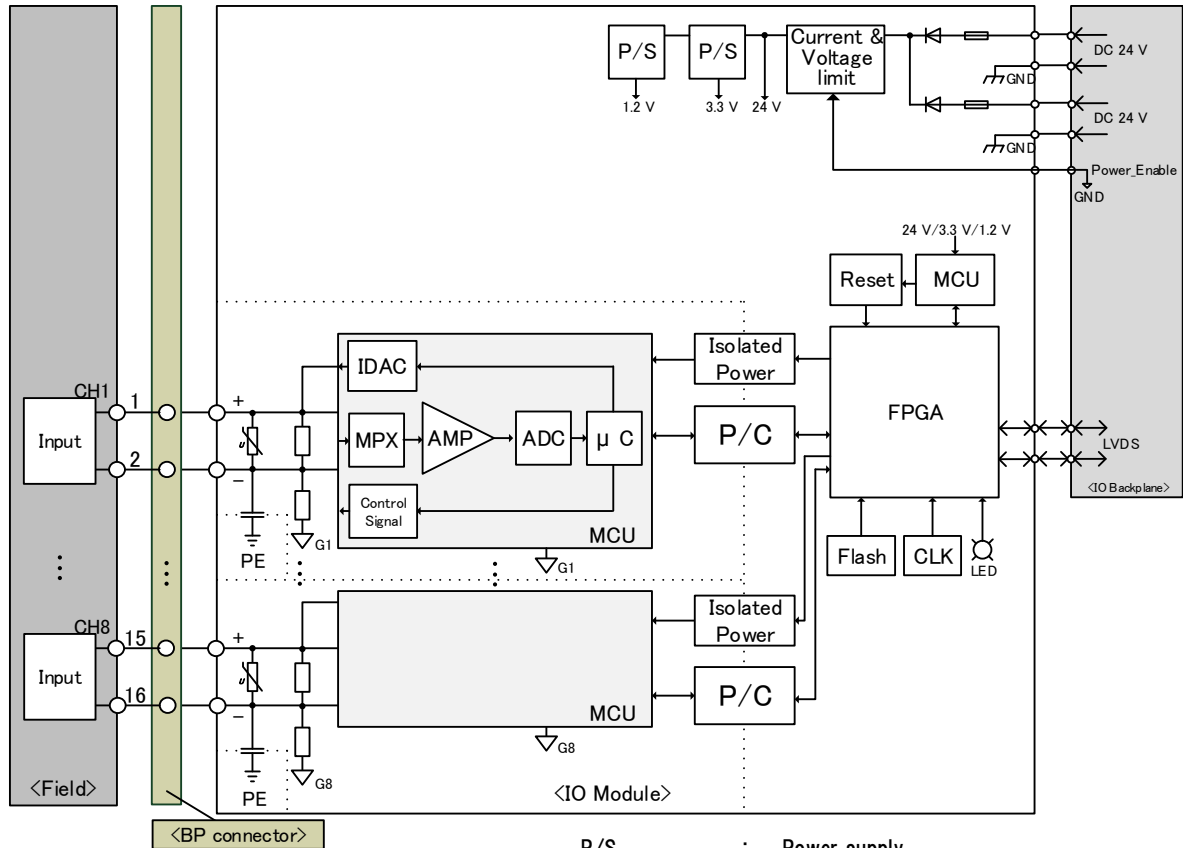 Current &
Voltage
limit
P/S
P/S
1.2 V
3.3 V
24 V
DC 24 V
GND
DC 24 V
GND
Power_Enable
GND
24 V/3.3 V/1.2 V
Reset
MCU
Isolated
Power
IDAC
CH1
1
+
Input
MPX
AMP
ADC
μ C
P/C
FPGA
LVDS
2
–
<IO Backplane>
Control
Signal
MCU
G1
PE
G1
Flash
CLK
LED
CH8
15
+
Isolated
Power
Input
16
–
MCU
P/C
G8
G8
PE
<Field>
<IO Module>
<BP connector>
P/S : Power supply